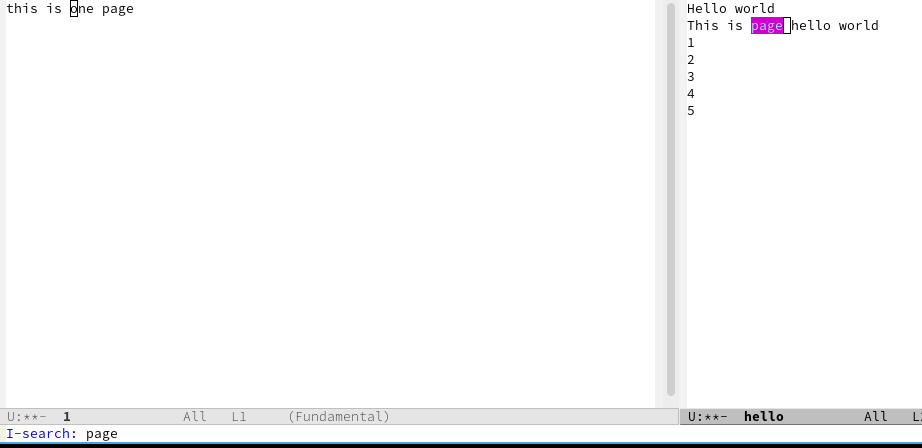 this is one page
Hello world
This is page hello world
1
2
3
4
5
U:**- 1 All L1 (Fundamental)
U:**- hello All
I-search: page